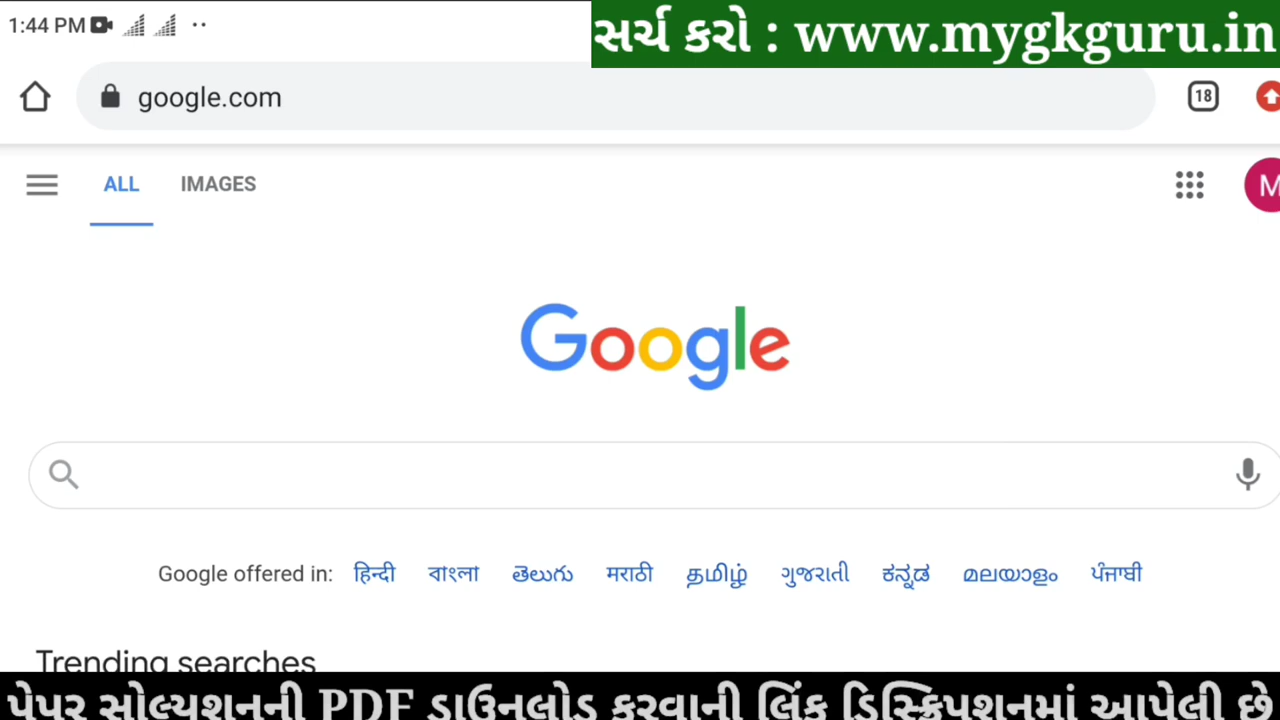 1:44 PM
સર્ચ કરો : www.mygkguru.in
google.com
18
ALL IMAGES
M
Google
Google offered in: हिन्दी বাংলা తెలుగు मराठी தமிழ் ગુજરાતી ಕನ್ನಡ മലയാളം ਪੰਜਾਬੀ
Trending searches
પેપર સોલ્યુશનની PDF ડાઉનલોડ કરવાની લિંક ડિસ્ક્રિપશનમાં આપેલી છે